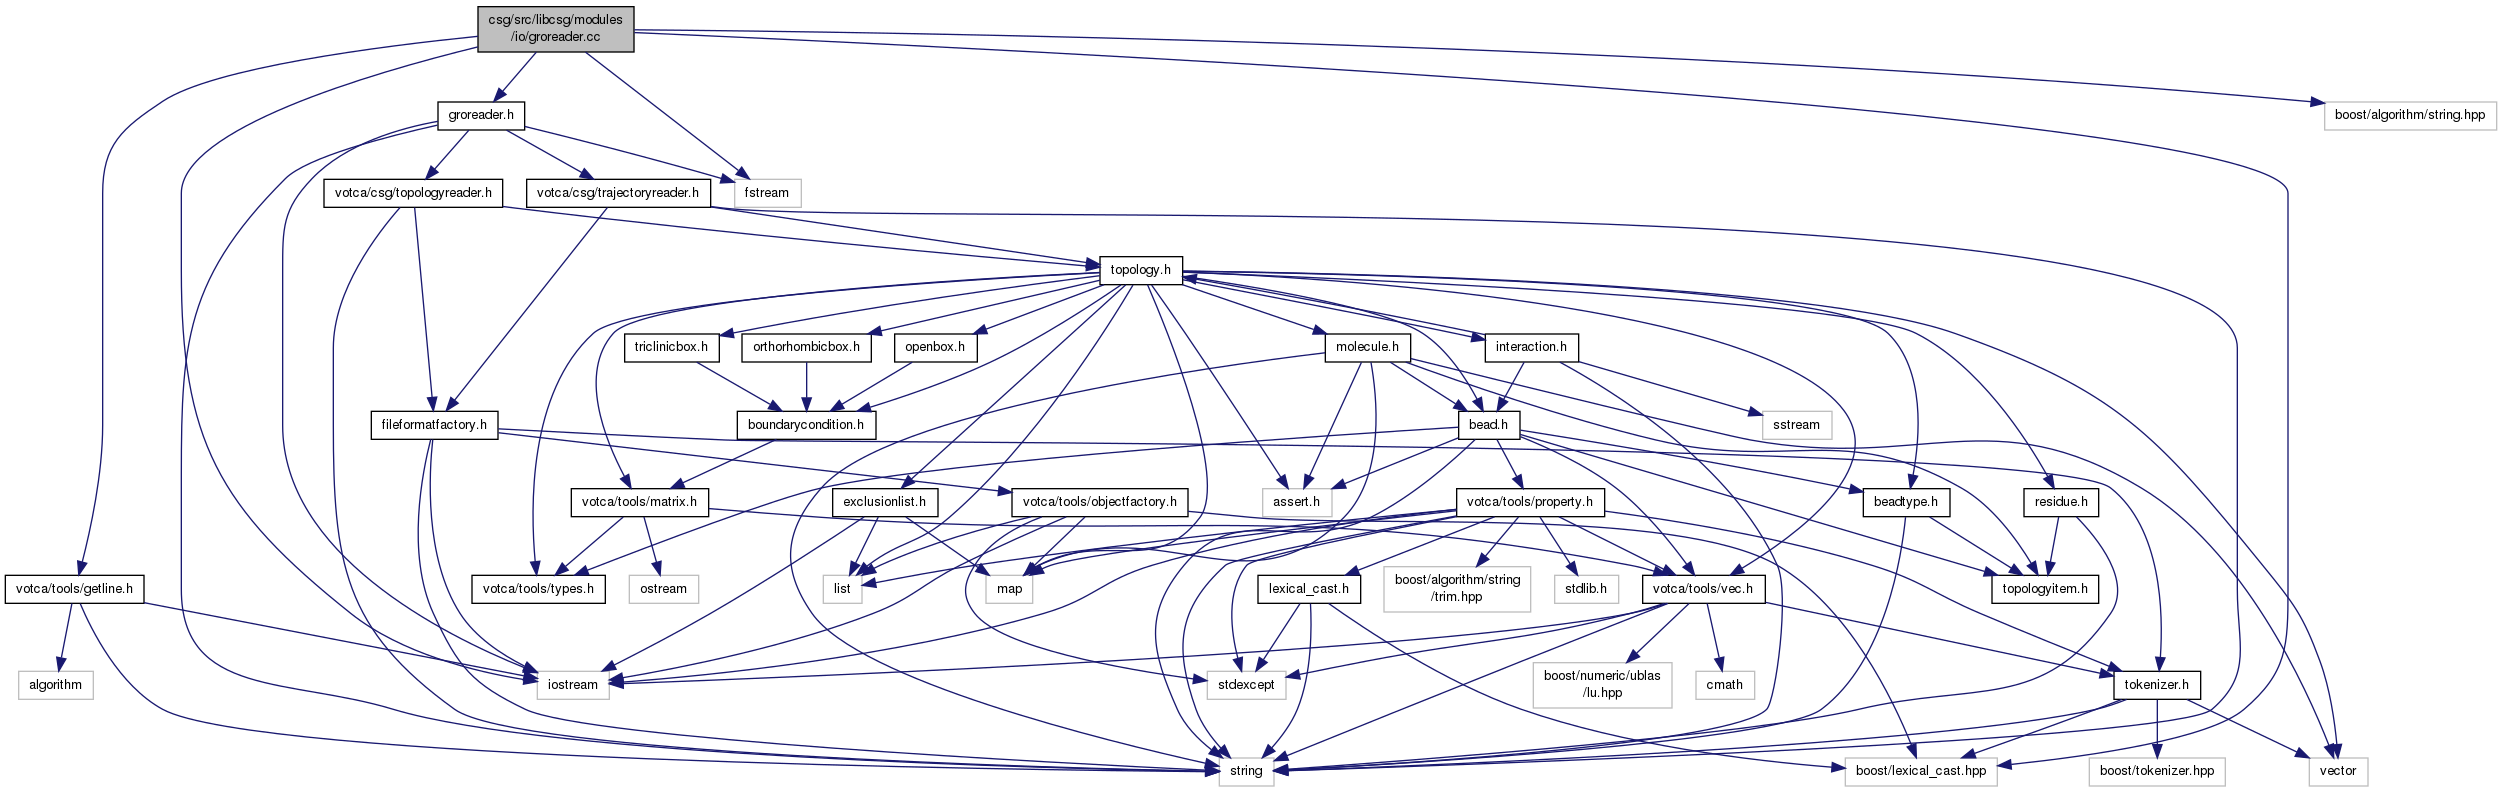 csg/src/libcsg/modules
/io/groreader.cc
groreader.h
boost/algorithm/string.hpp
votca/csg/topologyreader.h
votca/csg/trajectoryreader.h
fstream
topology.h
triclinicbox.h
orthorhombicbox.h
openbox.h
molecule.h
interaction.h
fileformatfactory.h
boundarycondition.h
bead.h
sstream
votca/tools/matrix.h
exclusionlist.h
votca/tools/objectfactory.h
assert.h
votca/tools/property.h
beadtype.h
residue.h
votca/tools/getline.h
votca/tools/types.h
ostream
list
map
lexical_cast.h
boost/algorithm/string
/trim.hpp
stdlib.h
votca/tools/vec.h
topologyitem.h
algorithm
iostream
stdexcept
boost/numeric/ublas
/lu.hpp
cmath
tokenizer.h
string
boost/lexical_cast.hpp
boost/tokenizer.hpp
vector